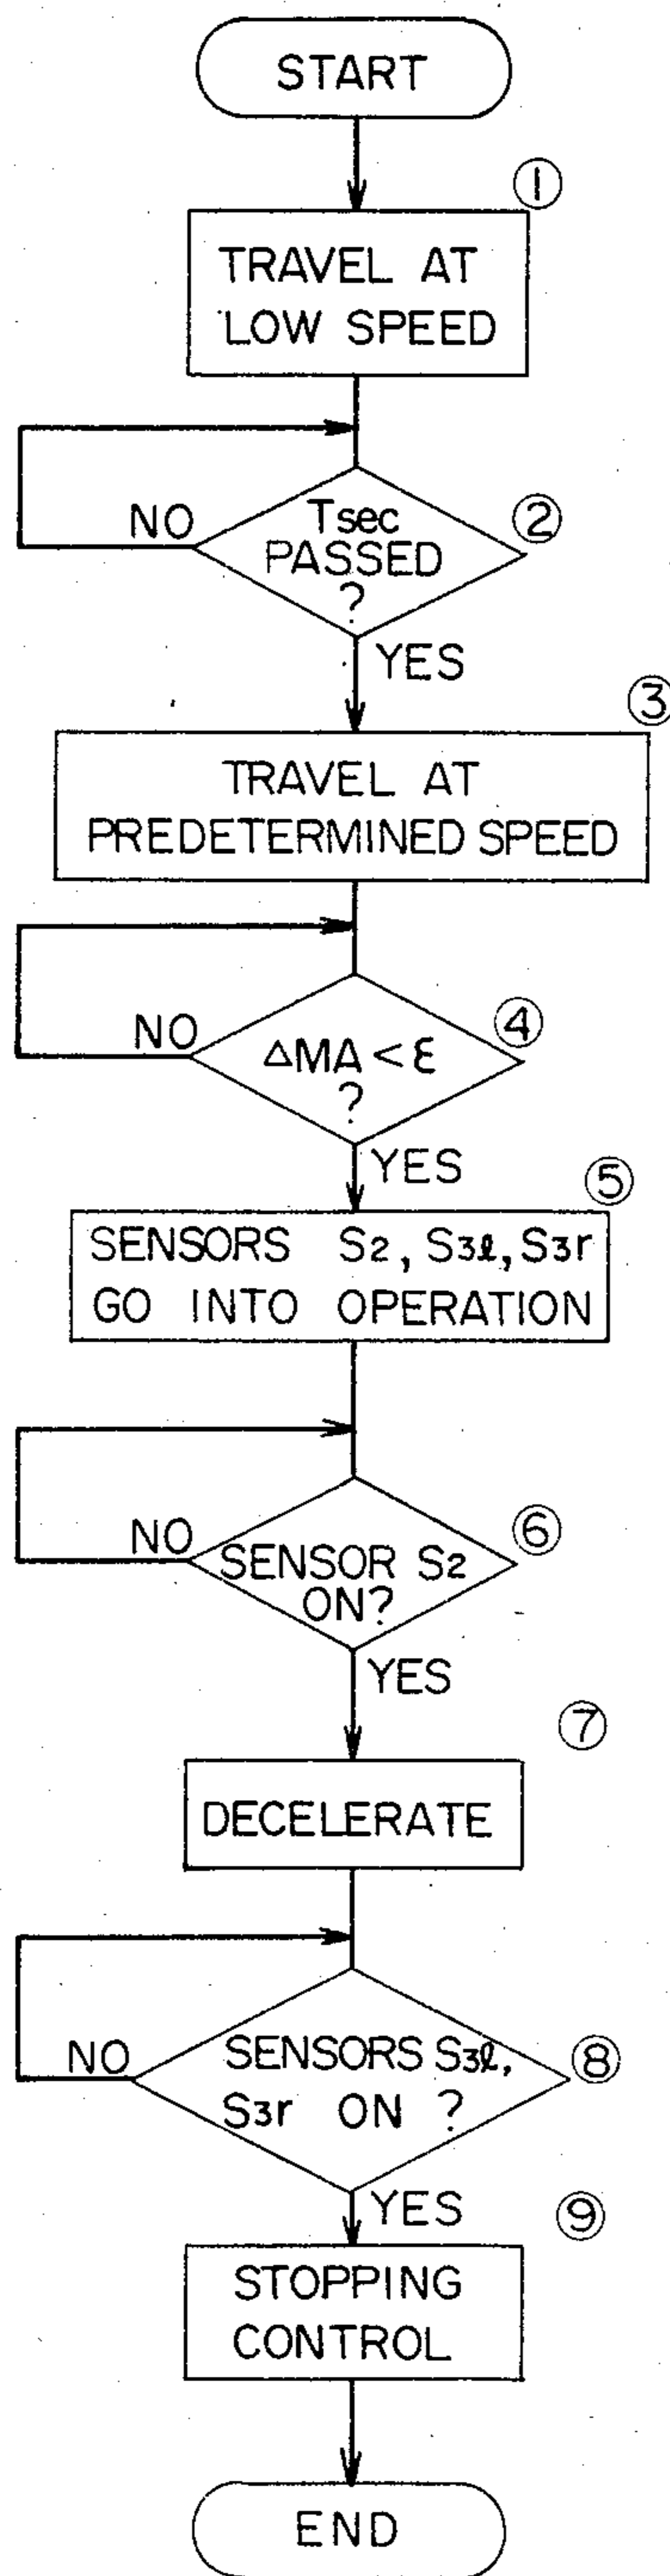 START
①
TRAVEL AT
LOW SPEED
NO
Tsec
PASSED
?
②
YES
③
TRAVEL AT
PREDETERMINED SPEED
NO
ΔMA < ε
?
④
YES
⑤
SENSORS S2, S3ℓ, S3r
GO INTO OPERATION
NO
SENSOR S2
ON?
⑥
YES
⑦
DECELERATE
NO
SENSORS S3ℓ,
S3r ON ?
⑧
YES
⑨
STOPPING
CONTROL
END